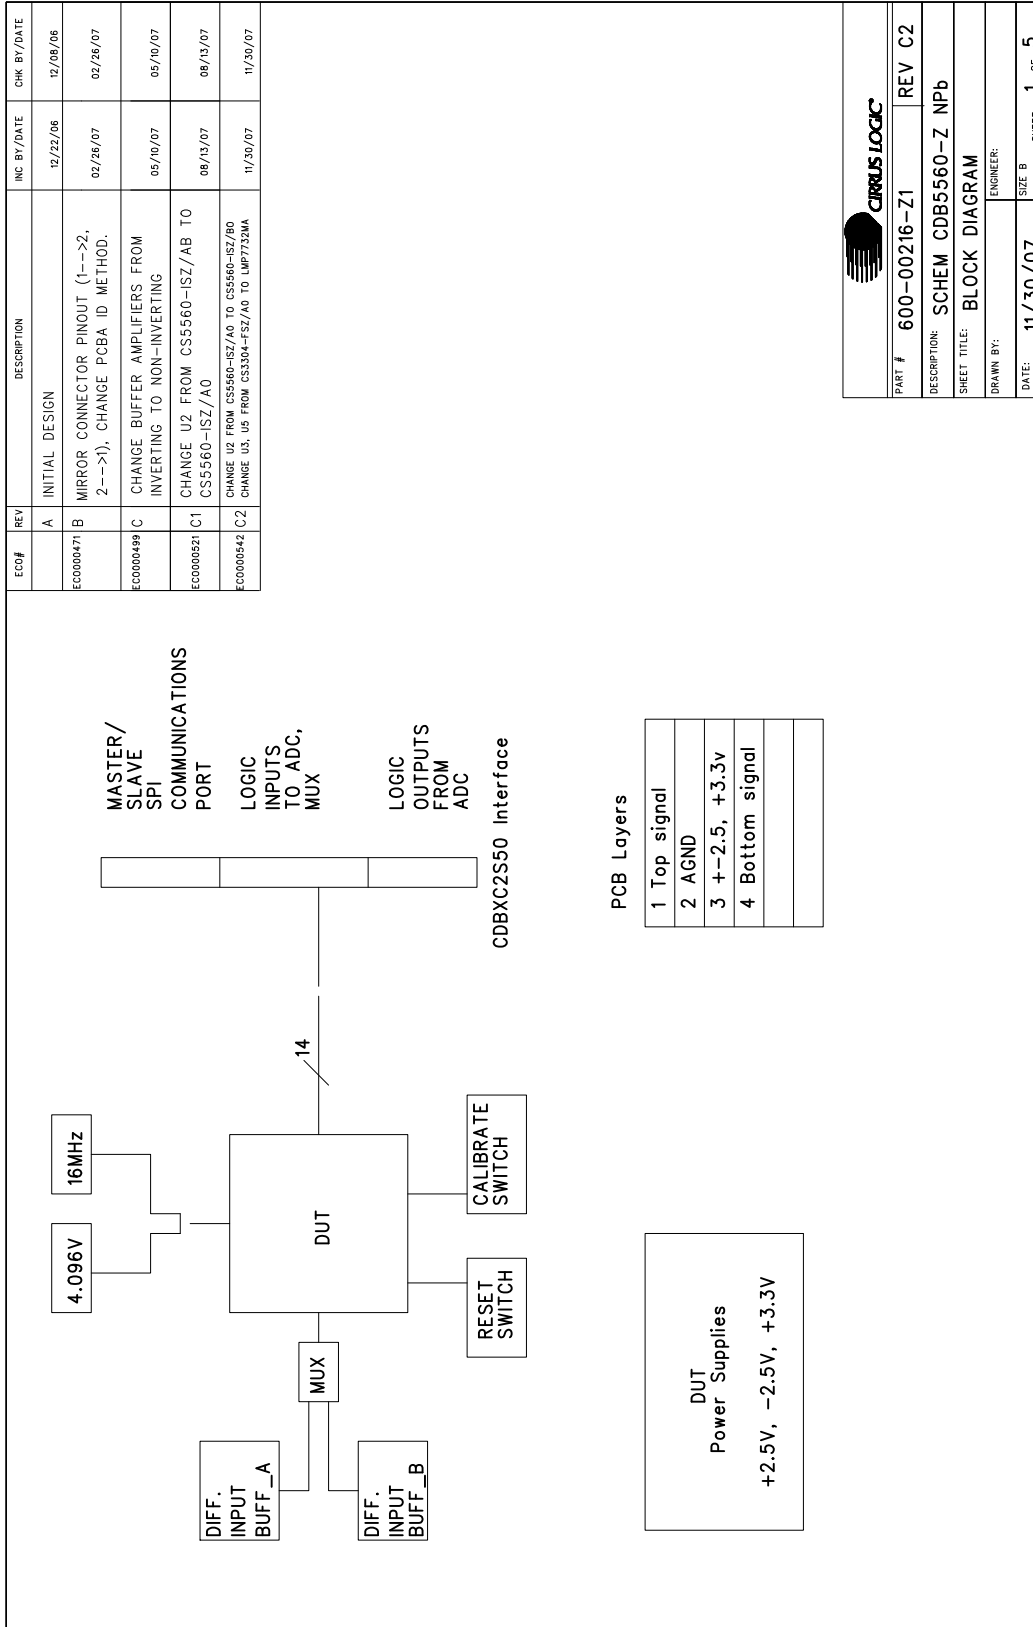 ECO# REV DESCRIPTION INC BY/DATE CHK BY/DATE
A INITIAL DESIGN 12/22/06 12/08/06
ECO000471 B MIRROR CONNECTOR PINOUT (1-->2,
2-->1), CHANGE PCBA ID METHOD. 02/26/07 02/26/07
ECO000499 C CHANGE BUFFER AMPLIFIERS FROM
INVERTING TO NON-INVERTING 05/10/07 05/10/07
ECO000521 C1 CHANGE U2 FROM CS5560-ISZ/AB TO
CS5560-ISZ/A0 08/13/07 08/13/07
ECO000542 C2 CHANGE U2 FROM CS5560-ISZ/A0 TO CS5560-ISZ/B0
CHANGE U3, U5 FROM CS3304-FSZ/A0 TO LMP7732MA 11/30/07 11/30/07
4.096V
16MHz
MASTER/
SLAVE
SPI
COMMUNICATIONS
PORT
LOGIC
INPUTS
TO ADC,
MUX
LOGIC
OUTPUTS
FROM
ADC
CDBXC2S50 Interface
DIFF.
INPUT
BUFF_A
DIFF.
INPUT
BUFF_B
MUX
DUT
14
RESET
SWITCH
CALIBRATE
SWITCH
DUT
Power Supplies
+2.5V, -2.5V, +3.3V
PCB Layers
1 Top signal
2 AGND
3 +-2.5, +3.3v
4 Bottom signal
CIRRUS LOGIC®
PART # 600-00216-Z1 REV C2
DESCRIPTION: SCHEM CDB5560-Z NPb
SHEET TITLE: BLOCK DIAGRAM
DRAWN BY: ENGINEER:
DATE: 11/30/07 SIZE B 1 5